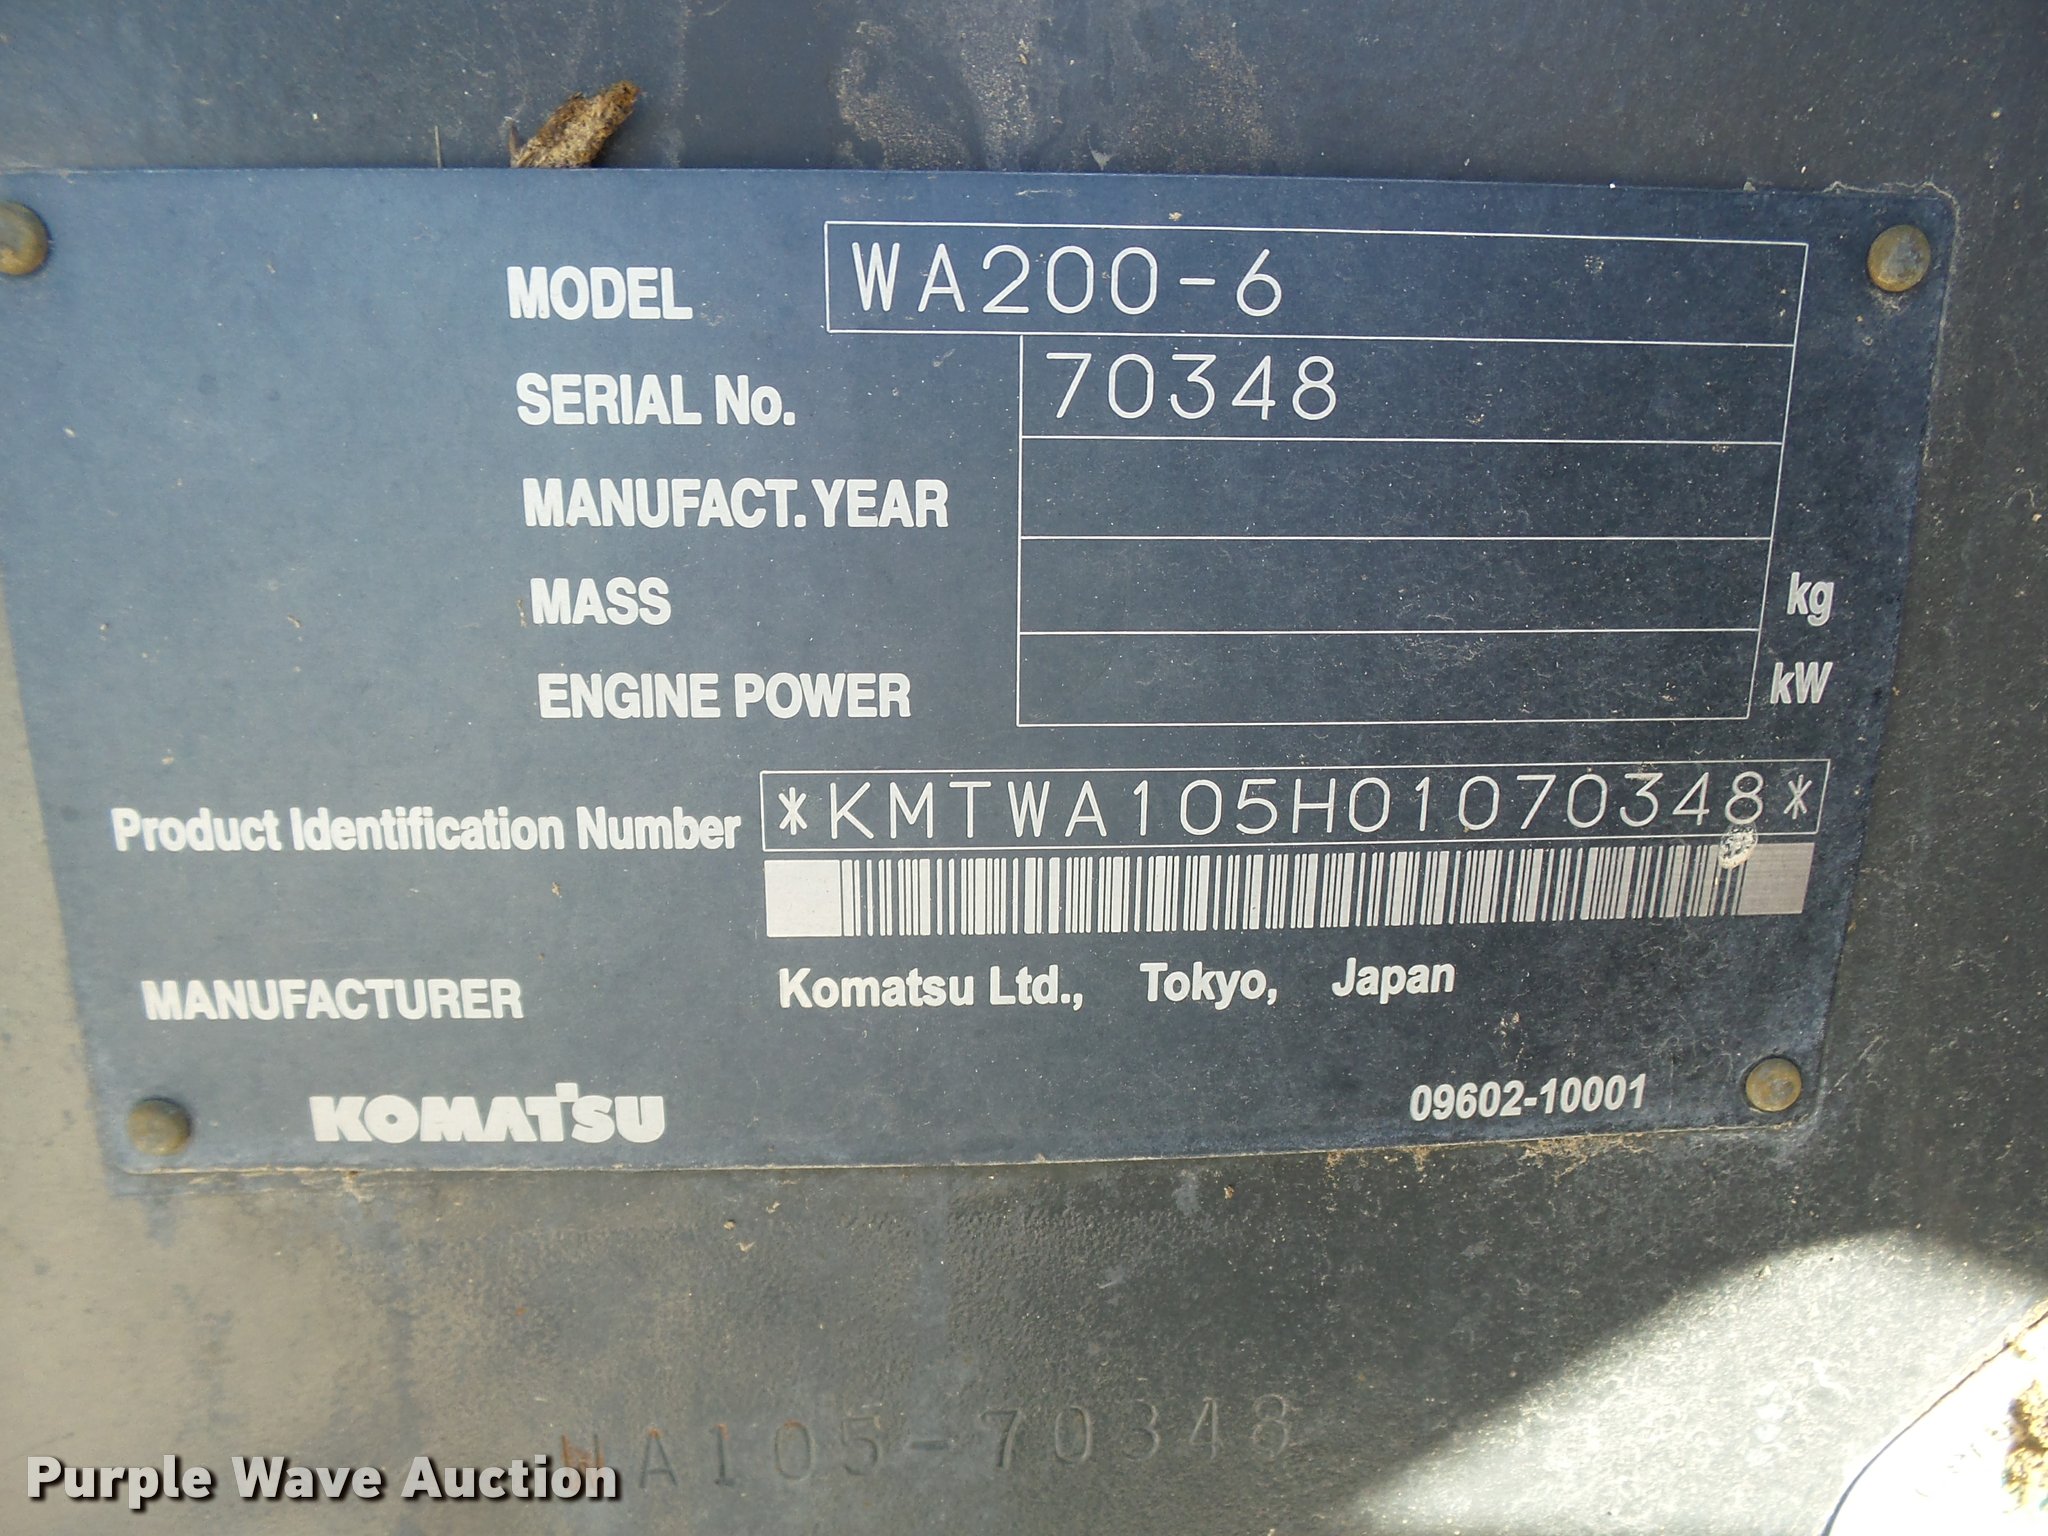 MODEL WA200-6
SERIAL No. 70348
MANUFACT. YEAR
MASS kg
ENGINE POWER kW
Product Identification Number *KMTWA105H01070348*
MANUFACTURER Komatsu Ltd., Tokyo, Japan
KOMATSU 09602-10001
WA105-70348
Purple Wave Auction